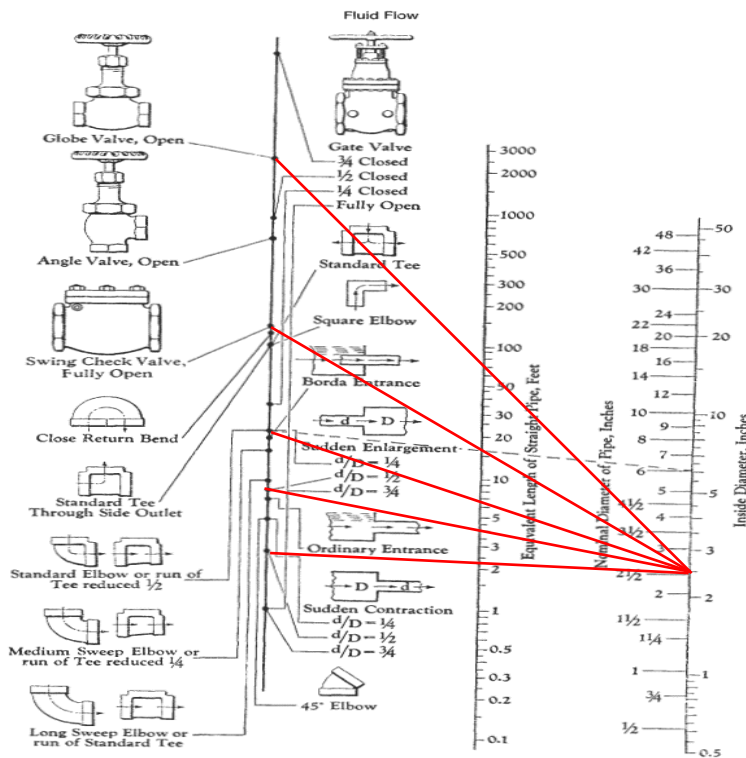 Fluid Flow
Globe Valve, Open
Gate Valve
¾ Closed
½ Closed
¼ Closed
Fully Open
Angle Valve, Open
Standard Tee
Square Elbow
Swing Check Valve,
Fully Open
Borda Entrance
Close Return Bend
d D
Sudden Enlargement
d/D = ¼
d/D = ½
d/D = ¾
Standard Tee
Through Side Outlet
Ordinary Entrance
Standard Elbow or run of
Tee reduced ½
D d
Sudden Contraction
d/D = ¼
d/D = ½
d/D = ¾
Medium Sweep Elbow or
run of Tee reduced ¼
45° Elbow
Long Sweep Elbow or
run of Standard Tee
3000
2000
1000
500
300
200
100
50
30
20
10
5
3
2
1
0.5
0.3
0.2
0.1
Equivalent Length of Straight Pipe, Feet
48
42
36
30
24
22
20
18
16
14
12
10
9
8
7
6
5
4½
4
3½
3
2½
2
1½
1¼
1
¾
½
Nominal Diameter of Pipe, Inches
50
30
20
10
5
3
2
1
0.5
Inside Diameter, Inches